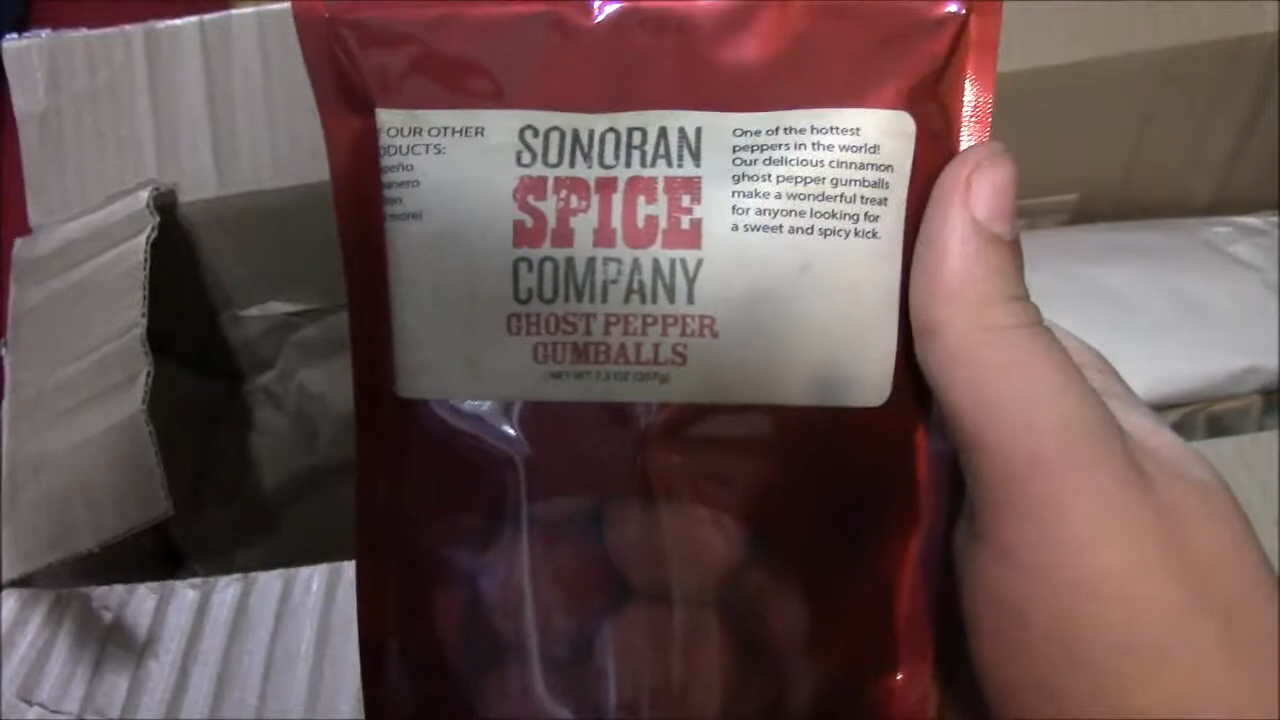 OUR OTHER
DUCTS:
SONORAN
SPICE
COMPANY
GHOST PEPPER
GUMBALLS
One of the hottest
peppers in the world!
Our delicious cinnamon
ghost pepper gumballs
make a wonderful treat
for anyone looking for
a sweet and spicy kick.